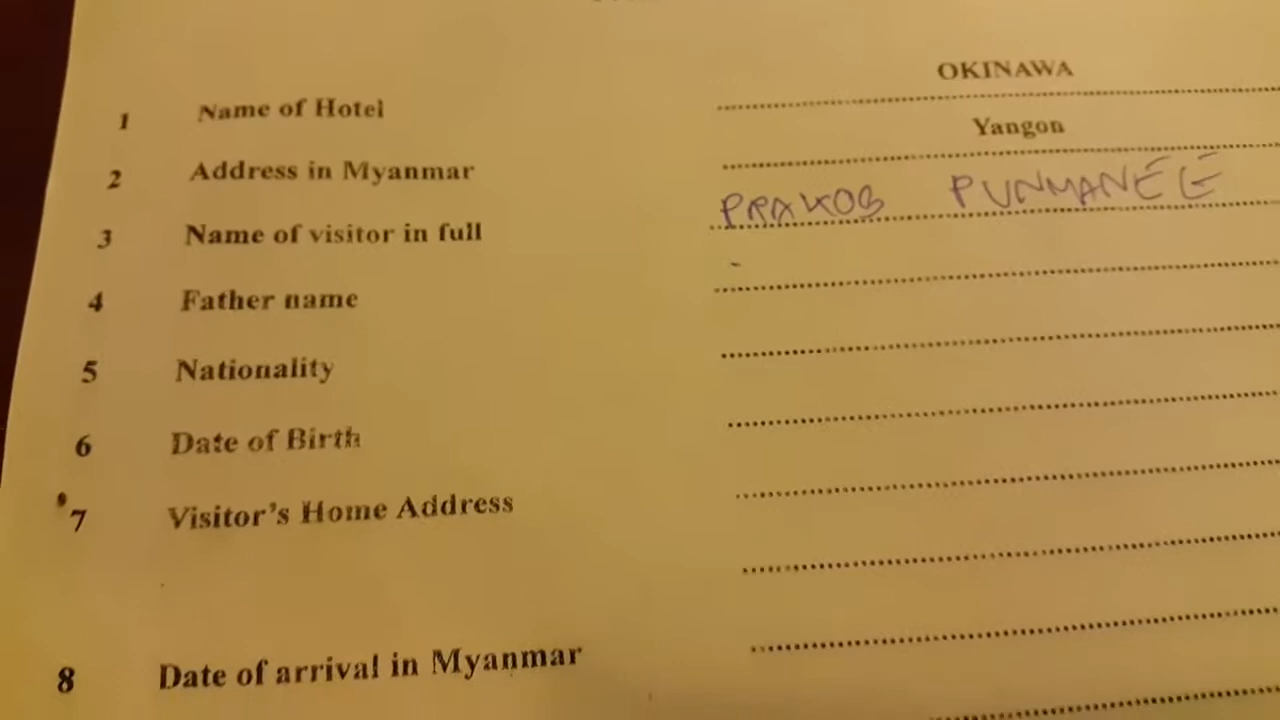 OKINAWA
1 Name of Hotel
Yangon
2 Address in Myanmar
PRAKOB PUNMANEE
3 Name of visitor in full
4 Father name
5 Nationality
6 Date of Birth
7 Visitor's Home Address
8 Date of arrival in Myanmar